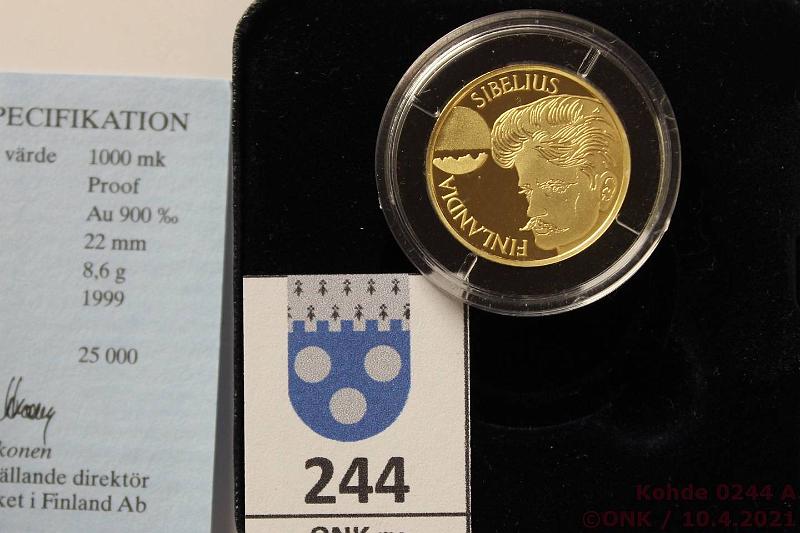 PECIFIKATION
värde 1000 mk
Proof
Au 900 ‰
22 mm
8,6 g
1999
25 000
konen
ällande direktör
ket i Finland Ab
SIBELIUS
FINLANDIA
244
ONK
Kohde 0244 A
©ONK / 10.4.2021